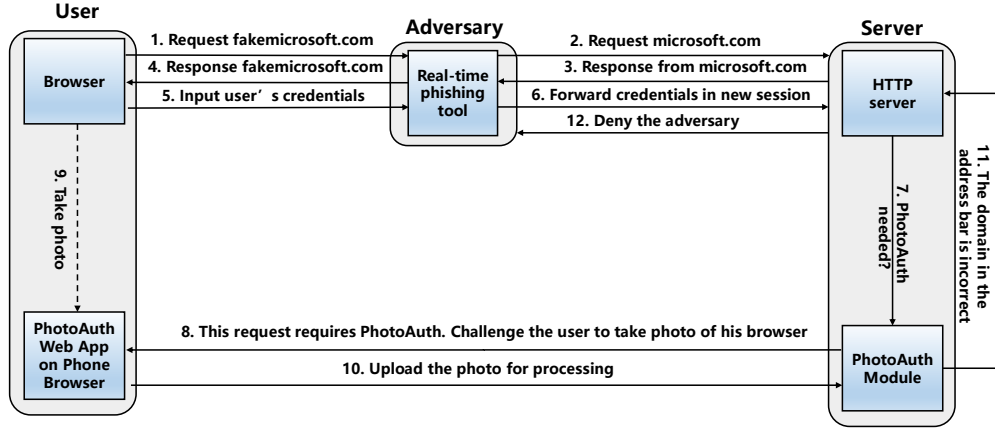 User
Adversary
Server
Browser
1. Request fakemicrosoft.com
4. Response fakemicrosoft.com
5. Input user’s credentials
Real-time
phishing
tool
2. Request microsoft.com
3. Response from microsoft.com
6. Forward credentials in new session
12. Deny the adversary
HTTP
server
9. Take
photo
7. PhotoAuth
needed?
11. The domain in the
address bar is incorrect
PhotoAuth
Web App
on Phone
Browser
8. This request requires PhotoAuth. Challenge the user to take photo of his browser
10. Upload the photo for processing
PhotoAuth
Module